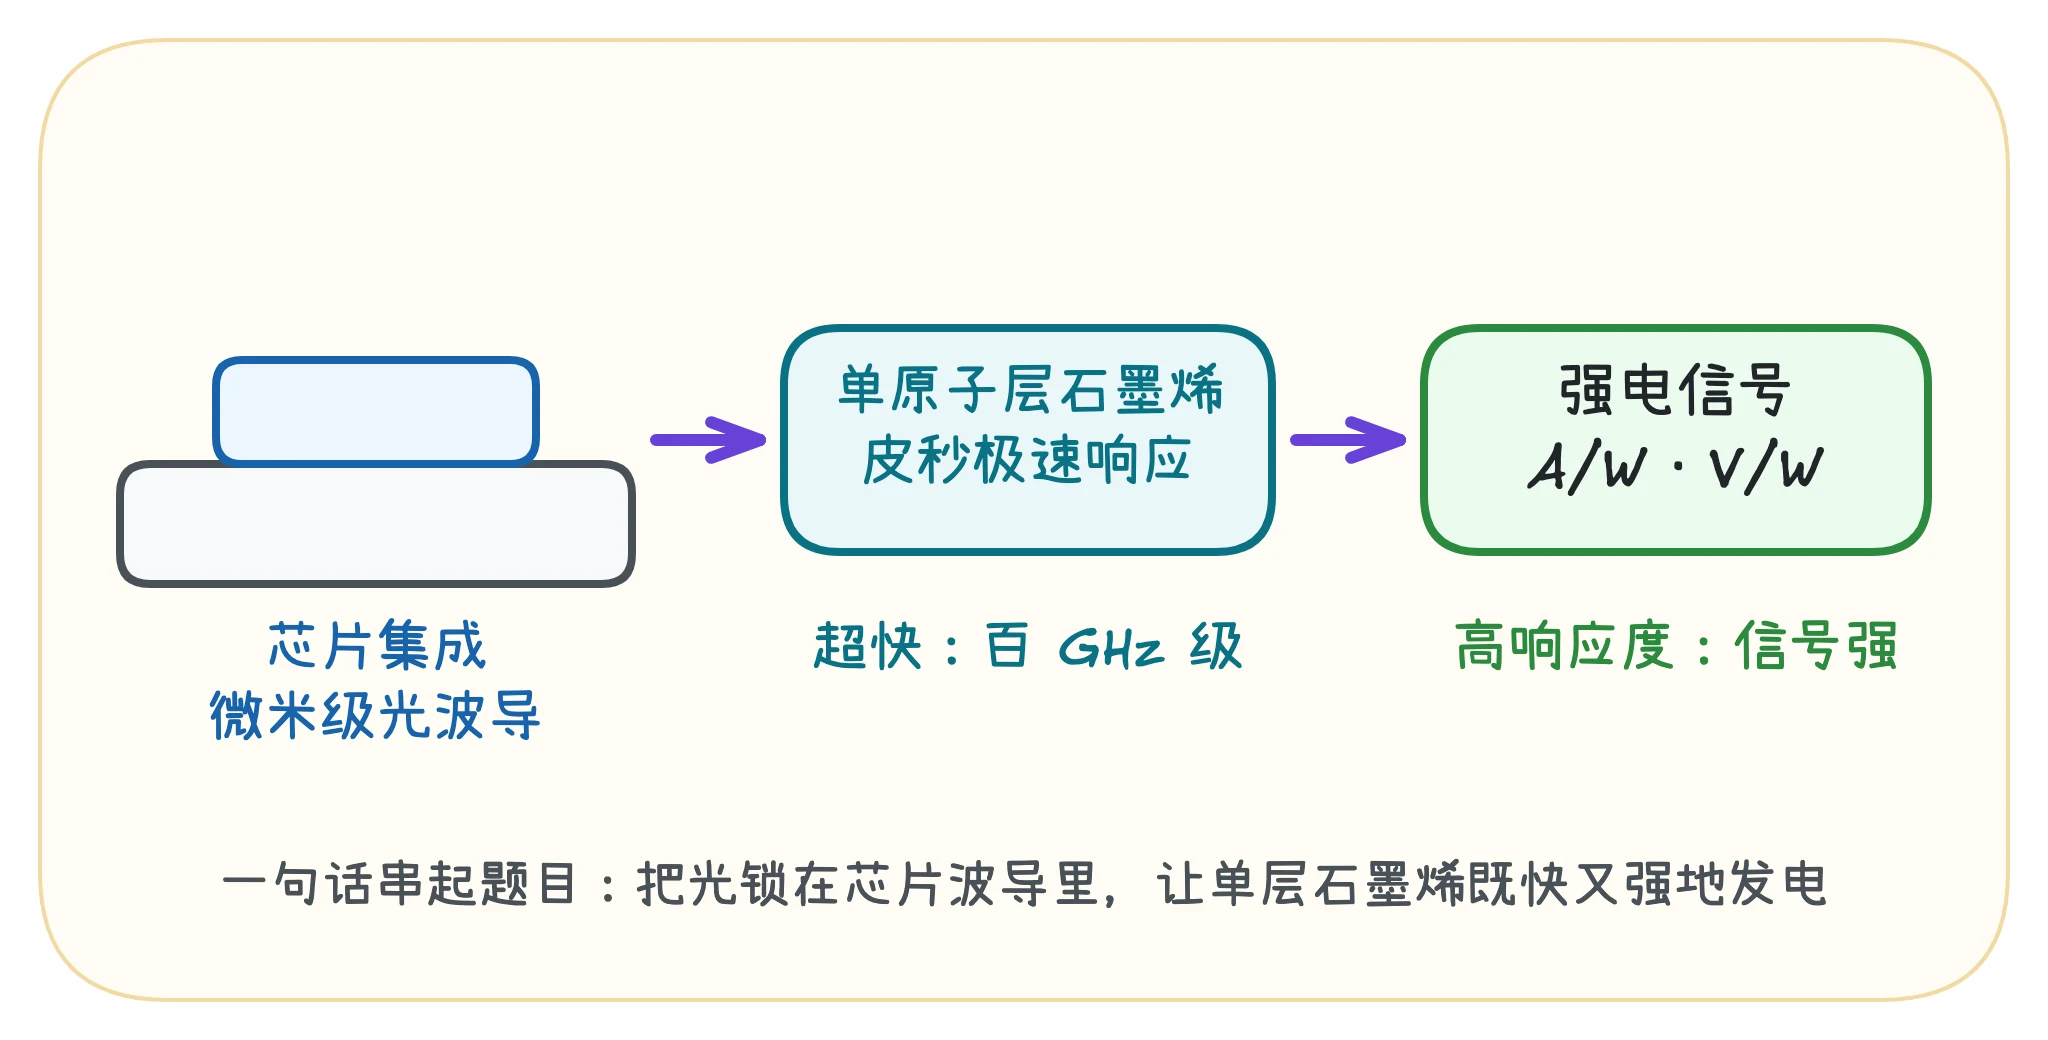 单原子层石墨烯
皮秒极速响应
强电信号
A/W · V/W
芯片集成
微米级光波导
超快：百 GHz 级
高响应度：信号强
一句话串起题目：把光锁在芯片波导里，让单层石墨烯既快又强地发电